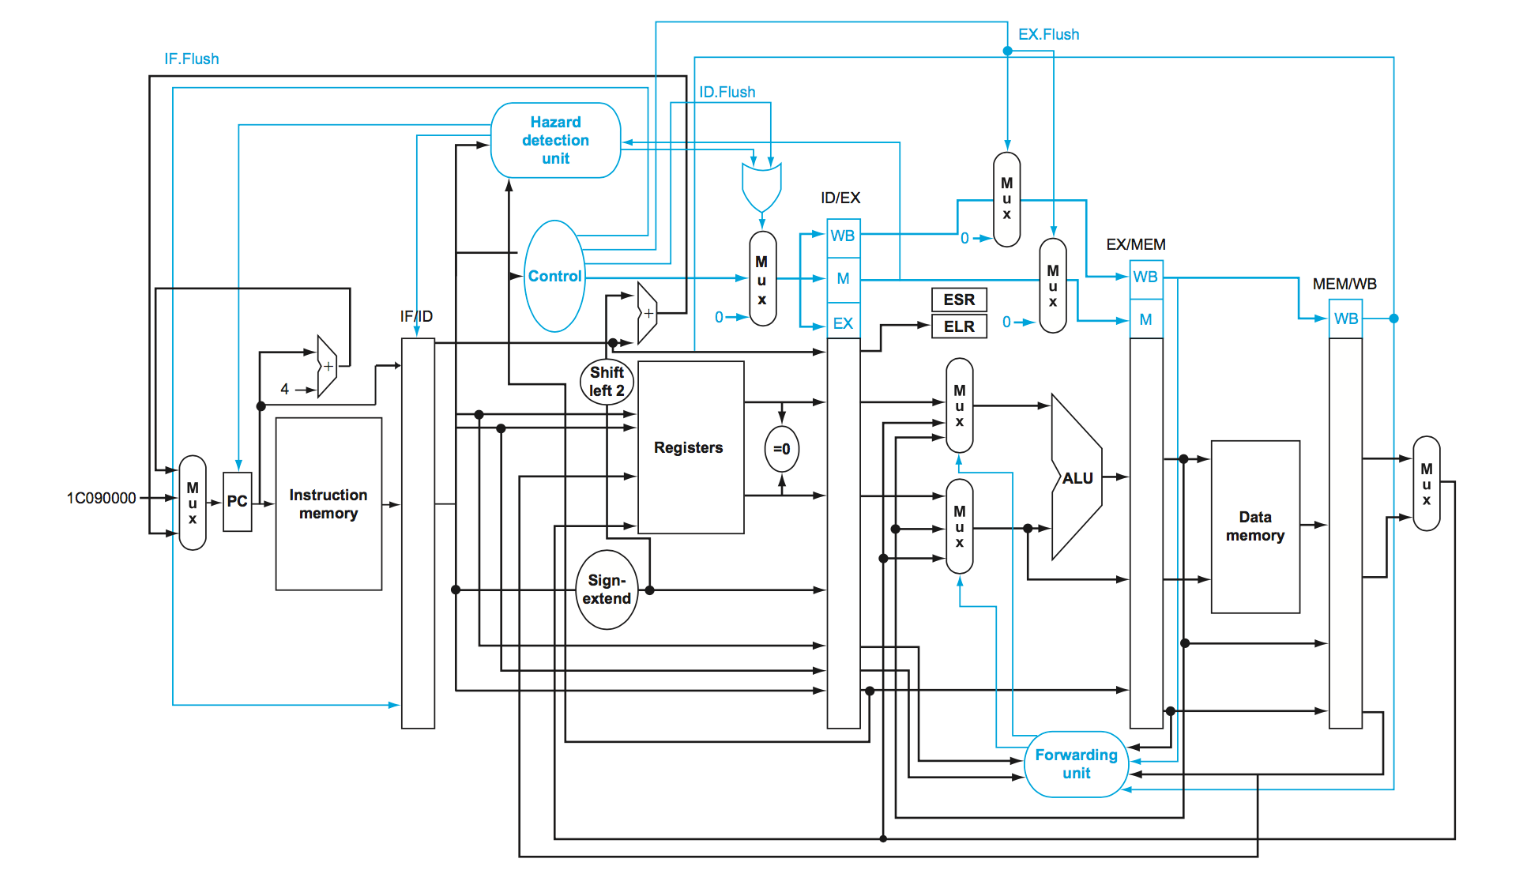 IF.Flush
EX.Flush
ID.Flush
Hazard
detection
unit
Control
M
u
x
0
ID/EX
WB
M
EX
M
u
x
0
M
u
x
0
EX/MEM
WB
M
MEM/WB
WB
ESR
ELR
IF/ID
+
4
+
Shift
left 2
Registers
=0
M
u
x
M
u
x
ALU
1C090000
M
u
x
PC
Instruction
memory
Data
memory
M
u
x
Sign-
extend
Forwarding
unit